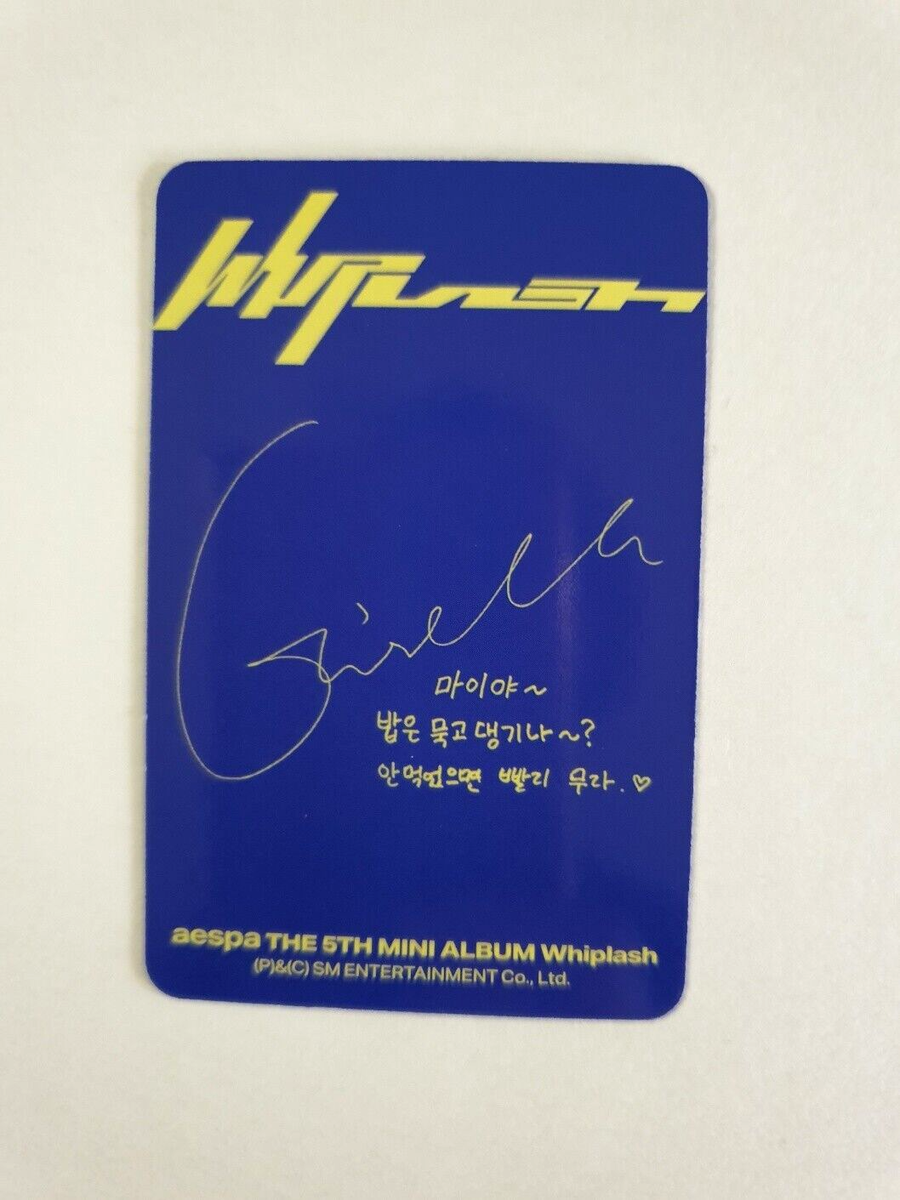 Whiplash
Giselle
마이야~
밥은 묵고 댕기나~?
안 먹었으면 빨리 무라.♡
aespa THE 5TH MINI ALBUM Whiplash
(P)&(C) SM ENTERTAINMENT Co., Ltd.